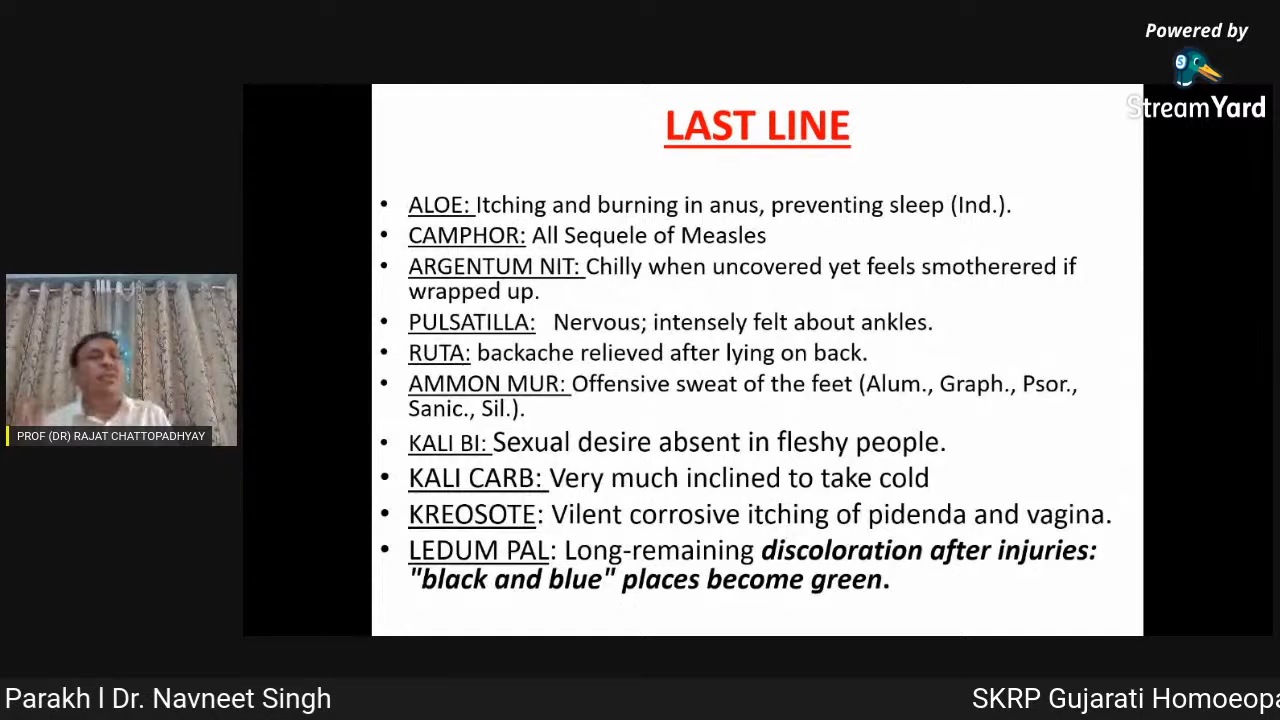 Powered by
StreamYard
LAST LINE
• ALOE: Itching and burning in anus, preventing sleep (Ind.).
• CAMPHOR: All Sequele of Measles
• ARGENTUM NIT: Chilly when uncovered yet feels smotherered if
wrapped up.
• PULSATILLA: Nervous; intensely felt about ankles.
• RUTA: backache relieved after lying on back.
• AMMON MUR: Offensive sweat of the feet (Alum., Graph., Psor.,
Sanic., Sil.).
• KALI BI: Sexual desire absent in fleshy people.
• KALI CARB: Very much inclined to take cold
• KREOSOTE: Vilent corrosive itching of pidenda and vagina.
• LEDUM PAL: Long-remaining discoloration after injuries:
"black and blue" places become green.
PROF (DR) RAJAT CHATTOPADHYAY
Parakh l Dr. Navneet Singh
SKRP Gujarati Homoeopa